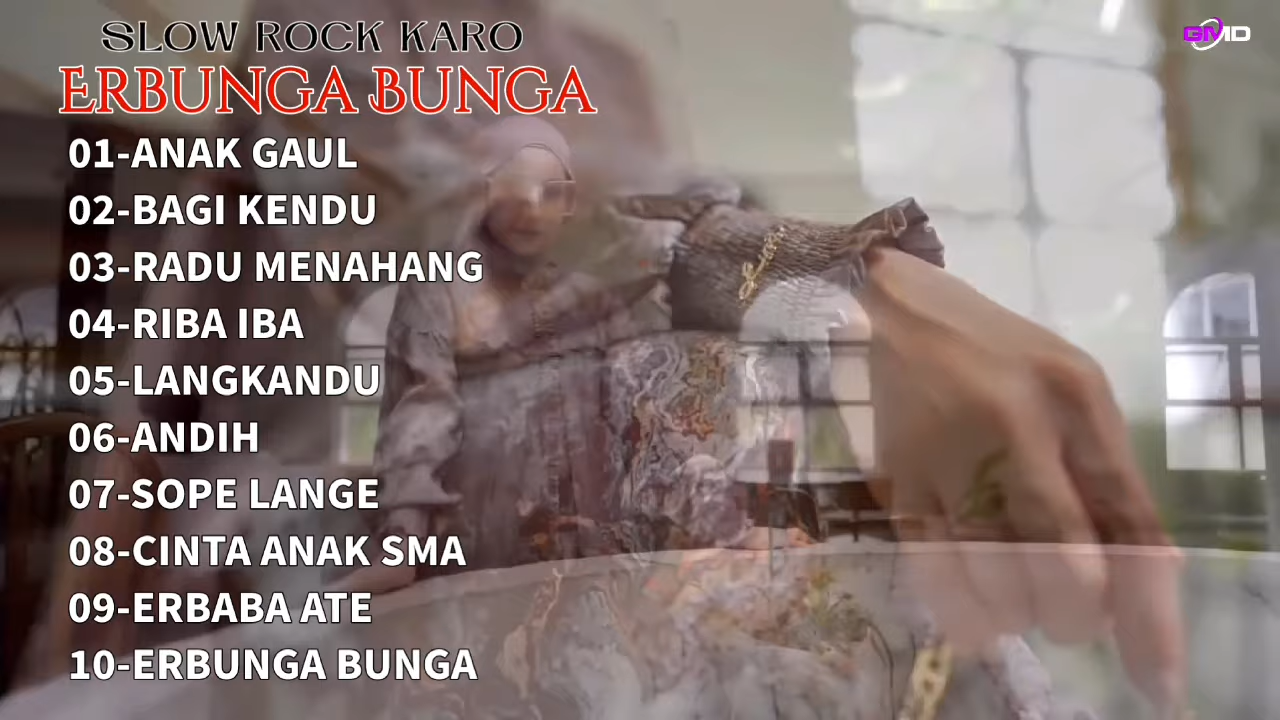 SLOW ROCK KARO
ERBUNGA BUNGA
GMD
01-ANAK GAUL
02-BAGI KENDU
03-RADU MENAHANG
04-RIBA IBA
05-LANGKANDU
06-ANDIH
07-SOPE LANGE
08-CINTA ANAK SMA
09-ERBABA ATE
10-ERBUNGA BUNGA